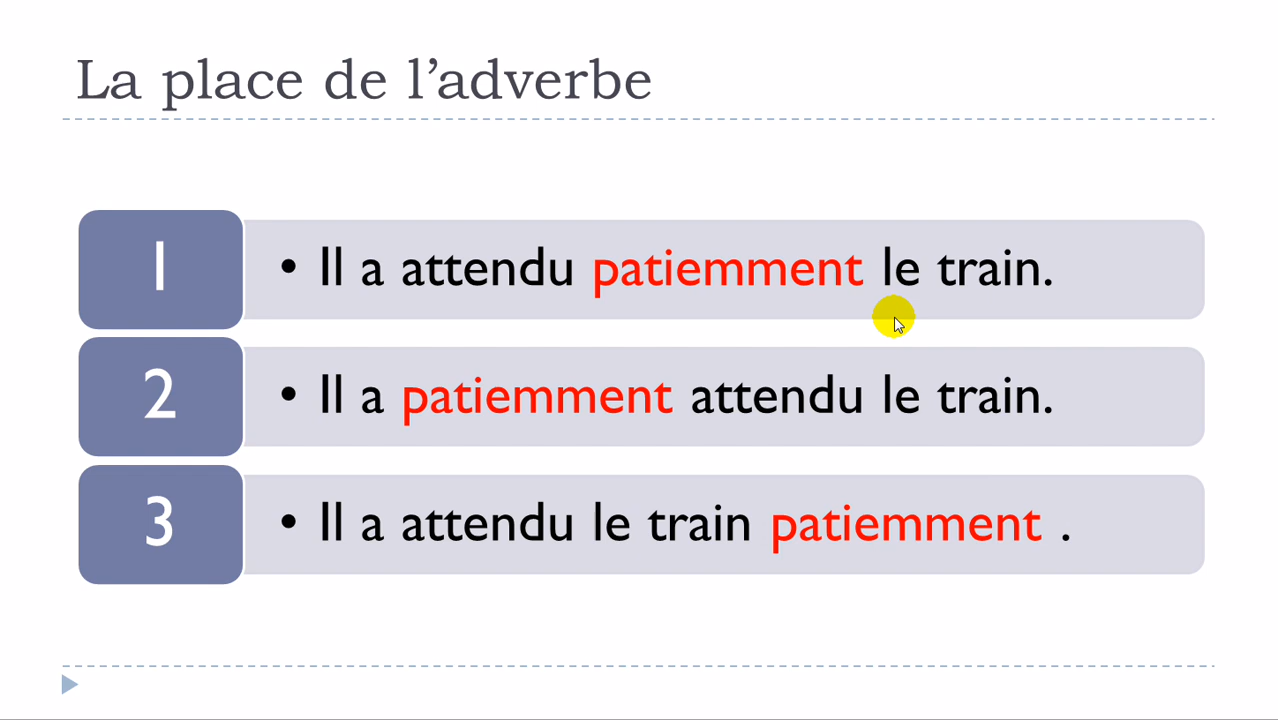 La place de l’adverbe
1
• Il a attendu patiemment le train.
2
• Il a patiemment attendu le train.
3
• Il a attendu le train patiemment .